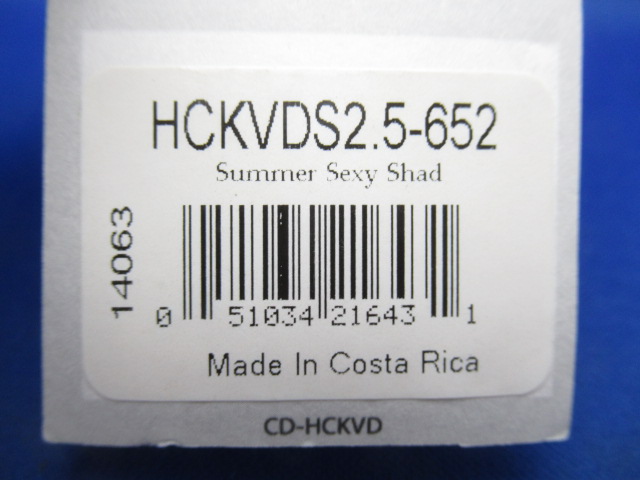 HCKVDS2.5-652
Summer Sexy Shad
14063
0 51034 21643 1
Made In Costa Rica
CD-HCKVD